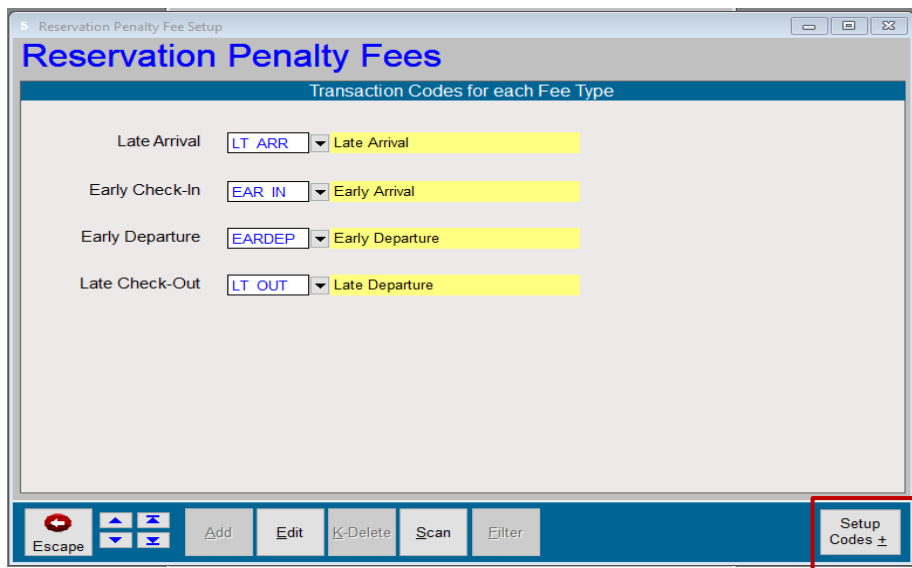 5 Reservation Penalty Fee Setup
Reservation Penalty Fees
Transaction Codes for each Fee Type
Late Arrival LT ARR Late Arrival
Early Check-In EAR IN Early Arrival
Early Departure EARDEP Early Departure
Late Check-Out LT OUT Late Departure
Escape Add Edit K-Delete Scan Filter Setup
Codes +